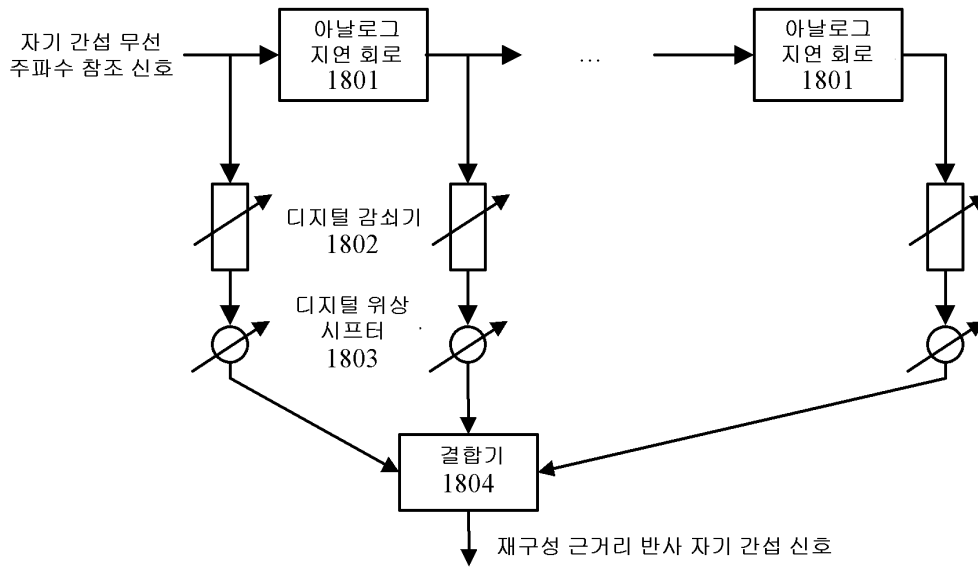 자기 간섭 무선
주파수 참조 신호
아날로그
지연 회로
1801
...
아날로그
지연 회로
1801
디지털 감쇠기
1802
디지털 위상
시프터
1803
결합기
1804
재구성 근거리 반사 자기 간섭 신호